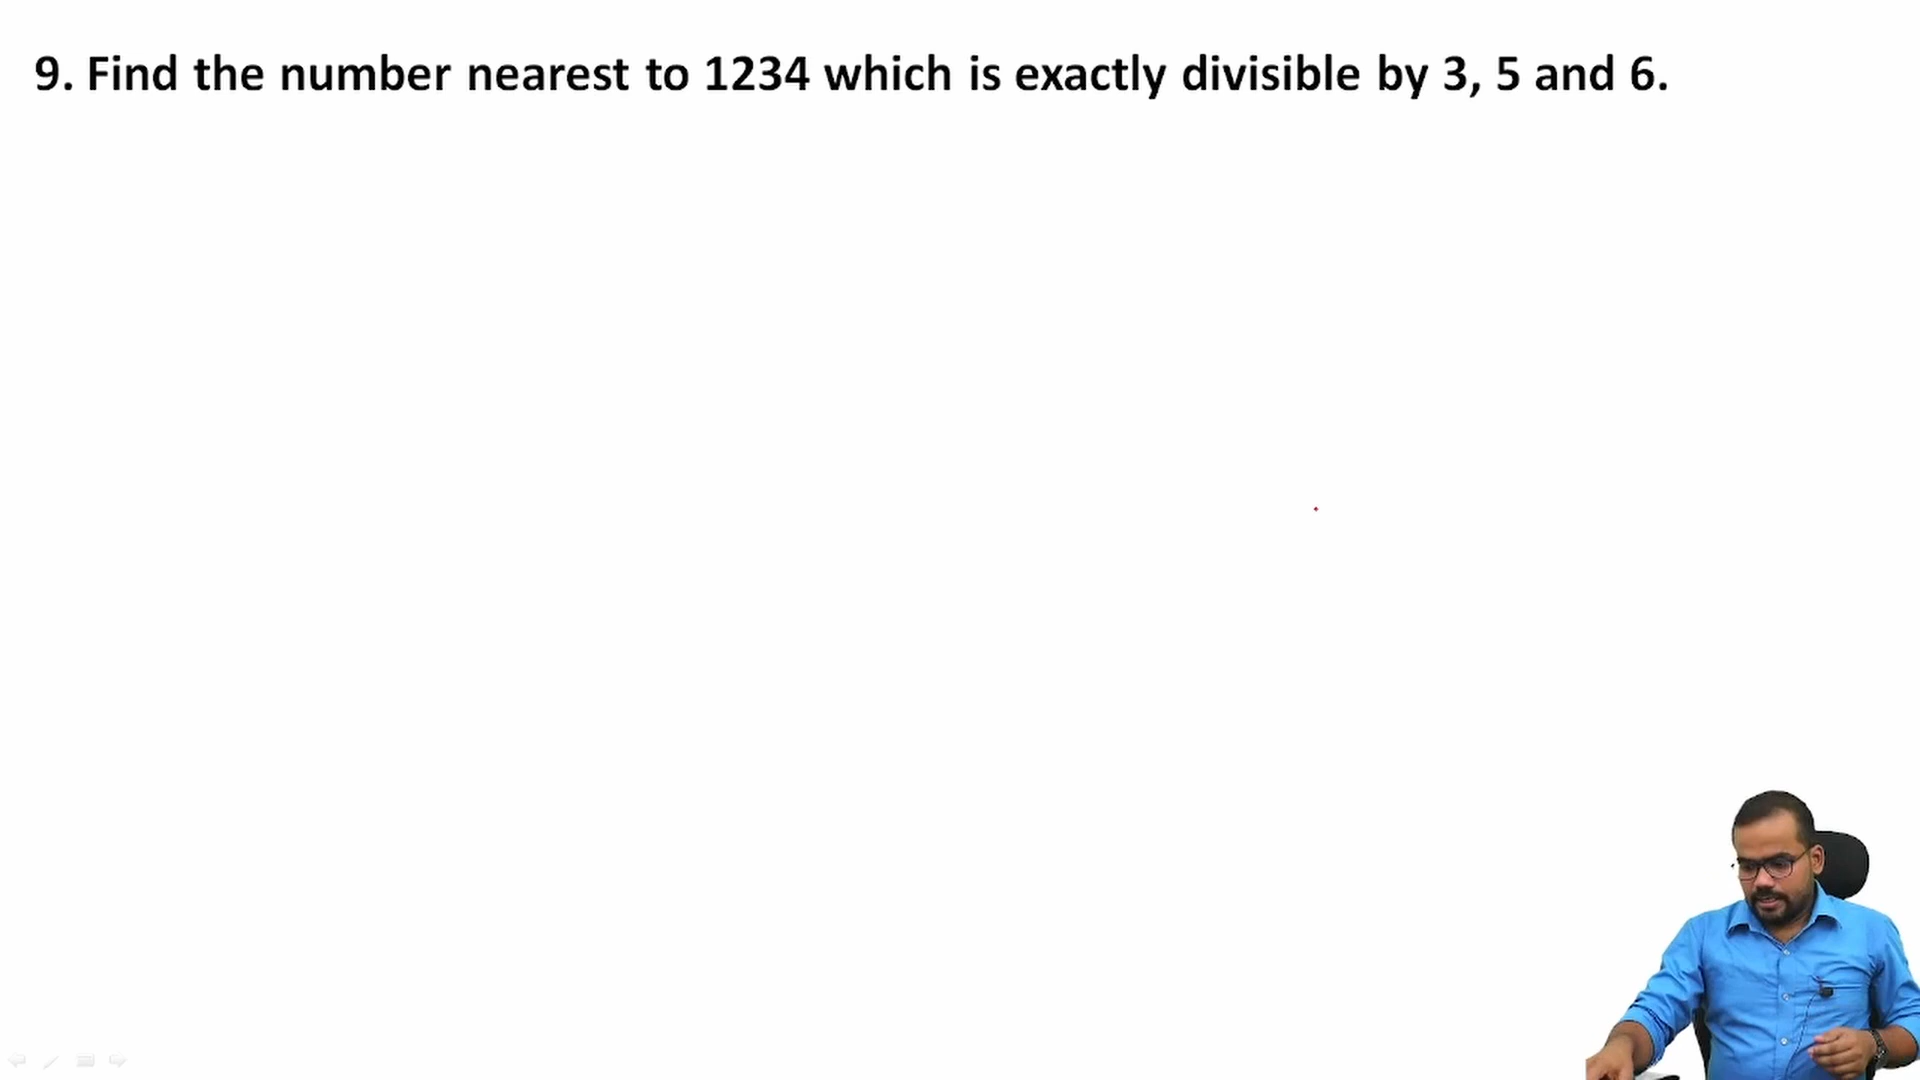 9. Find the number nearest to 1234 which is exactly divisible by 3, 5 and 6.